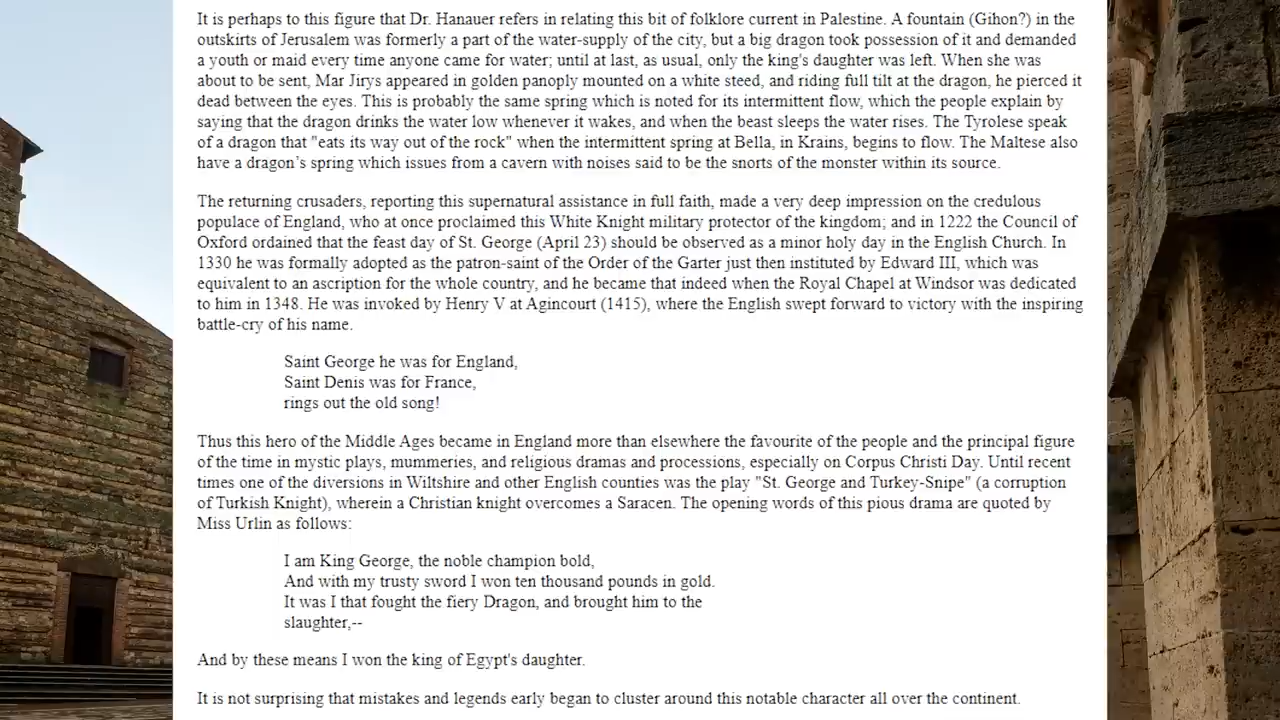 It is perhaps to this figure that Dr. Hanauer refers in relating this bit of folklore current in Palestine. A fountain (Gihon?) in the
outskirts of Jerusalem was formerly a part of the water-supply of the city, but a big dragon took possession of it and demanded
a youth or maid every time anyone came for water; until at last, as usual, only the king's daughter was left. When she was
about to be sent, Mar Jirys appeared in golden panoply mounted on a white steed, and riding full tilt at the dragon, he pierced it
dead between the eyes. This is probably the same spring which is noted for its intermittent flow, which the people explain by
saying that the dragon drinks the water low whenever it wakes, and when the beast sleeps the water rises. The Tyrolese speak
of a dragon that "eats its way out of the rock" when the intermittent spring at Bella, in Krains, begins to flow. The Maltese also
have a dragon's spring which issues from a cavern with noises said to be the snorts of the monster within its source.
The returning crusaders, reporting this supernatural assistance in full faith, made a very deep impression on the credulous
populace of England, who at once proclaimed this White Knight military protector of the kingdom; and in 1222 the Council of
Oxford ordained that the feast day of St. George (April 23) should be observed as a minor holy day in the English Church. In
1330 he was formally adopted as the patron-saint of the Order of the Garter just then instituted by Edward III, which was
equivalent to an ascription for the whole country, and he became that indeed when the Royal Chapel at Windsor was dedicated
to him in 1348. He was invoked by Henry V at Agincourt (1415), where the English swept forward to victory with the inspiring
battle-cry of his name.
Saint George he was for England,
Saint Denis was for France,
rings out the old song!
Thus this hero of the Middle Ages became in England more than elsewhere the favourite of the people and the principal figure
of the time in mystic plays, mummeries, and religious dramas and processions, especially on Corpus Christi Day. Until recent
times one of the diversions in Wiltshire and other English counties was the play "St. George and Turkey-Snipe" (a corruption
of Turkish Knight), wherein a Christian knight overcomes a Saracen. The opening words of this pious drama are quoted by
Miss Urlin as follows:
I am King George, the noble champion bold,
And with my trusty sword I won ten thousand pounds in gold.
It was I that fought the fiery Dragon, and brought him to the
slaughter,--
And by these means I won the king of Egypt's daughter.
It is not surprising that mistakes and legends early began to cluster around this notable character all over the continent.